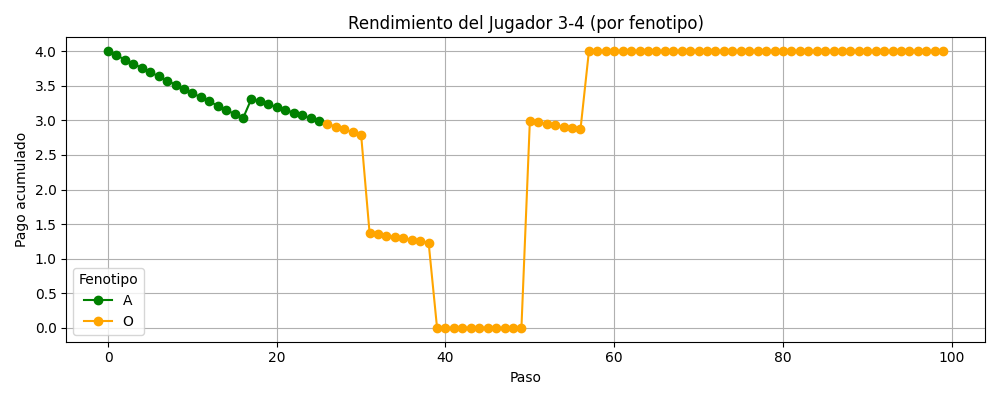 Rendimiento del Jugador 3-4 (por fenotipo)
Pago acumulado
4.0
3.5
3.0
2.5
2.0
1.5
1.0
0.5
0.0
Fenotipo
A
O
0 20 40 60 80 100
Paso